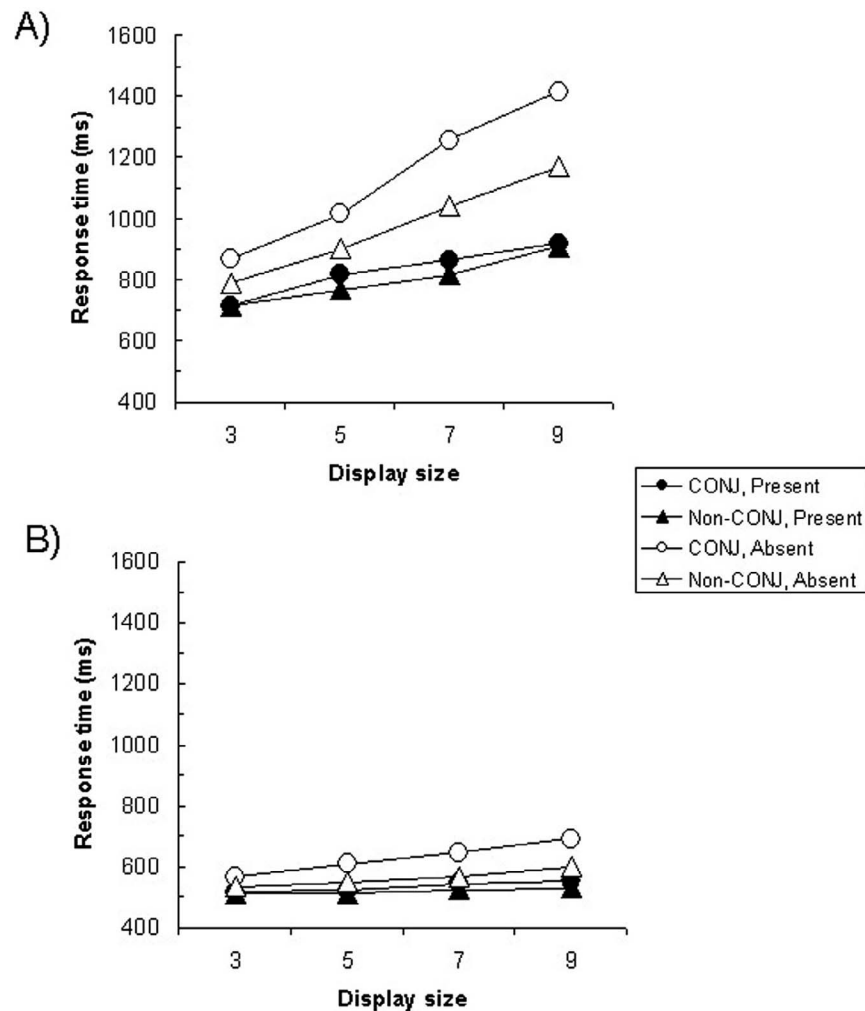 A)
1600
1400
1200
1000
800
600
400
Response time (ms)
3 5 7 9
Display size
CONJ, Present
Non-CONJ, Present
CONJ, Absent
Non-CONJ, Absent
B)
1600
1400
1200
1000
800
600
400
Response time (ms)
3 5 7 9
Display size